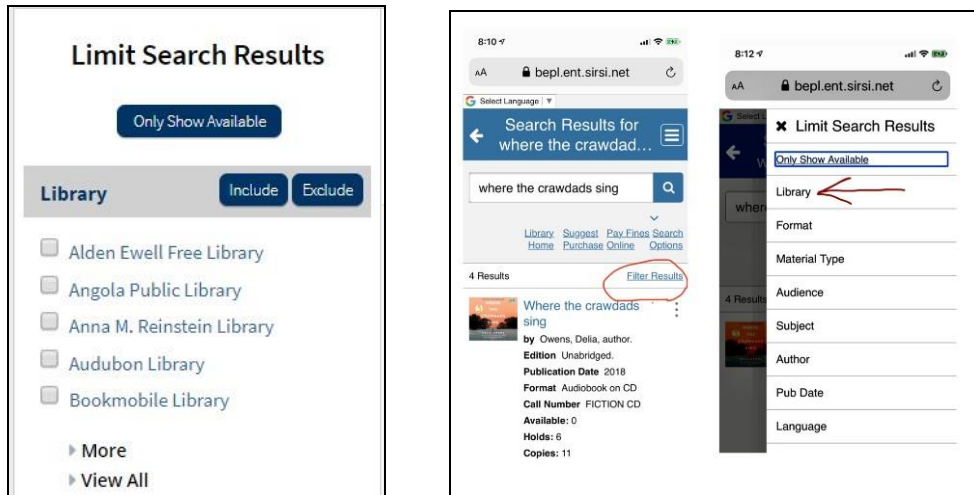 Limit Search Results
Only Show Available
Library
Include
Exclude
Alden Ewell Free Library
Angola Public Library
Anna M. Reinstein Library
Audubon Library
Bookmobile Library
More
View All
8:10
AA bepl.ent.sirsi.net
Select Language
Search Results for
where the crawdad...
where the crawdads sing
Library Suggest Pay Fines Search
Home Purchase Online Options
4 Results Filter Results
Where the crawdads
sing
by Owens, Delia, author.
Edition Unabridged.
Publication Date 2018
Format Audiobook on CD
Call Number FICTION CD
Available: 0
Holds: 6
Copies: 11
8:12
AA bepl.ent.sirsi.net
Select L
W
wher
4 Results
Limit Search Results
Only Show Available
Library
Format
Material Type
Audience
Subject
Author
Pub Date
Language